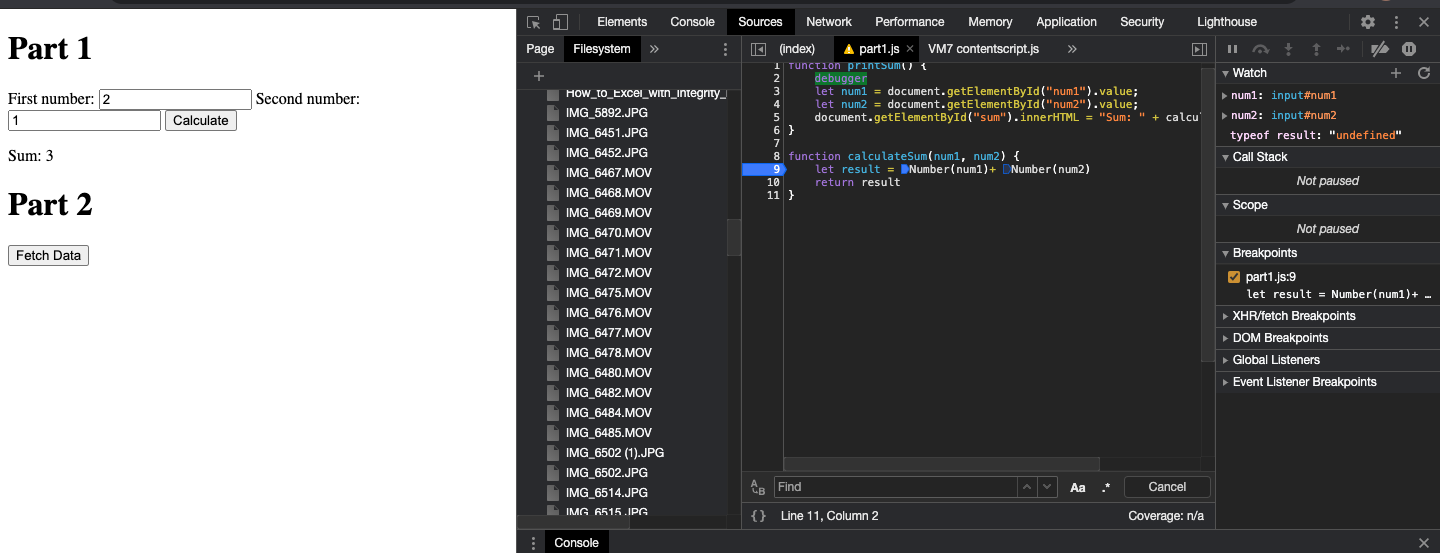 Part 1
First number: 2 Second number:
1 Calculate
Sum: 3
Part 2
Fetch Data
Elements Console Sources Network Performance Memory Application Security Lighthouse
Page Filesystem »
+
How_to_Excel_with_Integrity_
IMG_5892.JPG
IMG_6451.JPG
IMG_6452.JPG
IMG_6467.MOV
IMG_6468.MOV
IMG_6469.MOV
IMG_6470.MOV
IMG_6471.MOV
IMG_6472.MOV
IMG_6475.MOV
IMG_6476.MOV
IMG_6477.MOV
IMG_6478.MOV
IMG_6480.MOV
IMG_6482.MOV
IMG_6484.MOV
IMG_6485.MOV
IMG_6502 (1).JPG
IMG_6502.JPG
IMG_6514.JPG
IMG_6515.JPG
(index) part1.js × VM7 contentscript.js »
1 function printSum() {
2 debugger
3 let num1 = document.getElementById("num1").value;
4 let num2 = document.getElementById("num2").value;
5 document.getElementById("sum").innerHTML = "Sum: " + calcu
6 }
7
8 function calculateSum(num1, num2) {
9 let result = Number(num1)+ Number(num2)
10 return result
11 }
Find Aa .* Cancel
{} Line 11, Column 2 Coverage: n/a
Watch
num1: input#num1
num2: input#num2
typeof result: "undefined"
Call Stack
Not paused
Scope
Not paused
Breakpoints
part1.js:9
let result = Number(num1)+ …
XHR/fetch Breakpoints
DOM Breakpoints
Global Listeners
Event Listener Breakpoints
Console